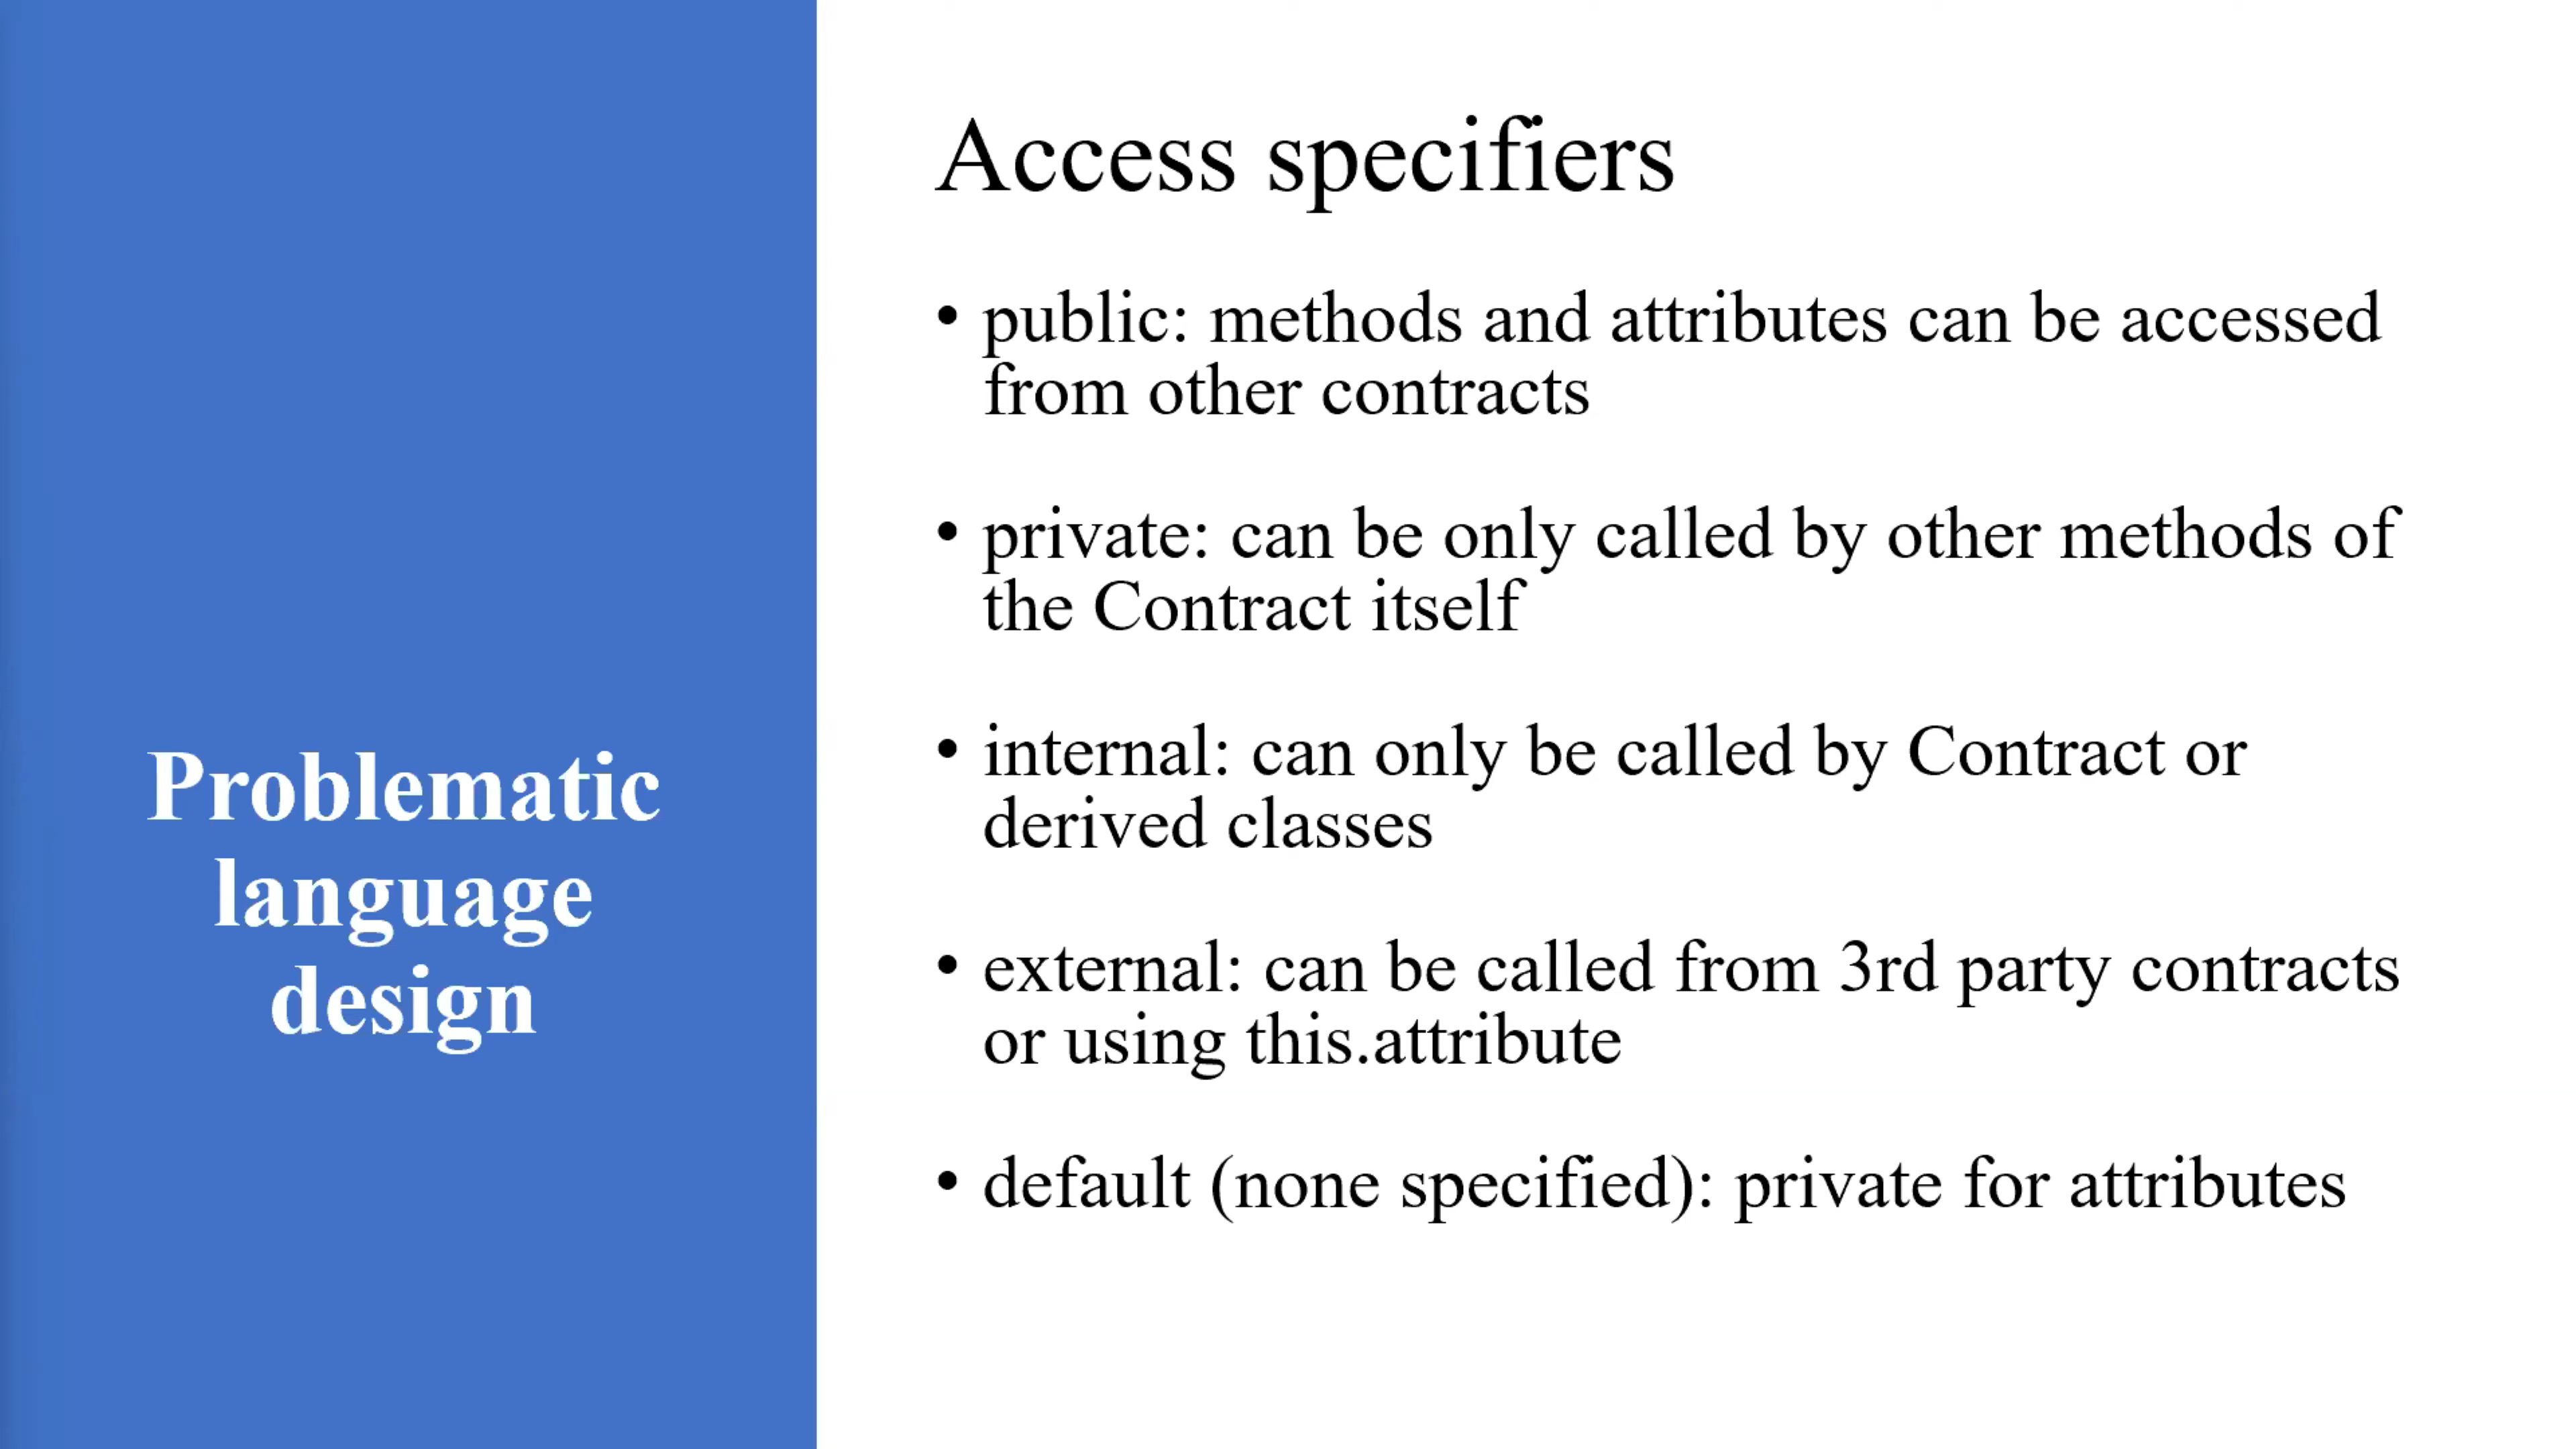 Problematic
language
design
Access specifiers
• public: methods and attributes can be accessed
from other contracts
• private: can be only called by other methods of
the Contract itself
• internal: can only be called by Contract or
derived classes
• external: can be called from 3rd party contracts
or using this.attribute
• default (none specified): private for attributes